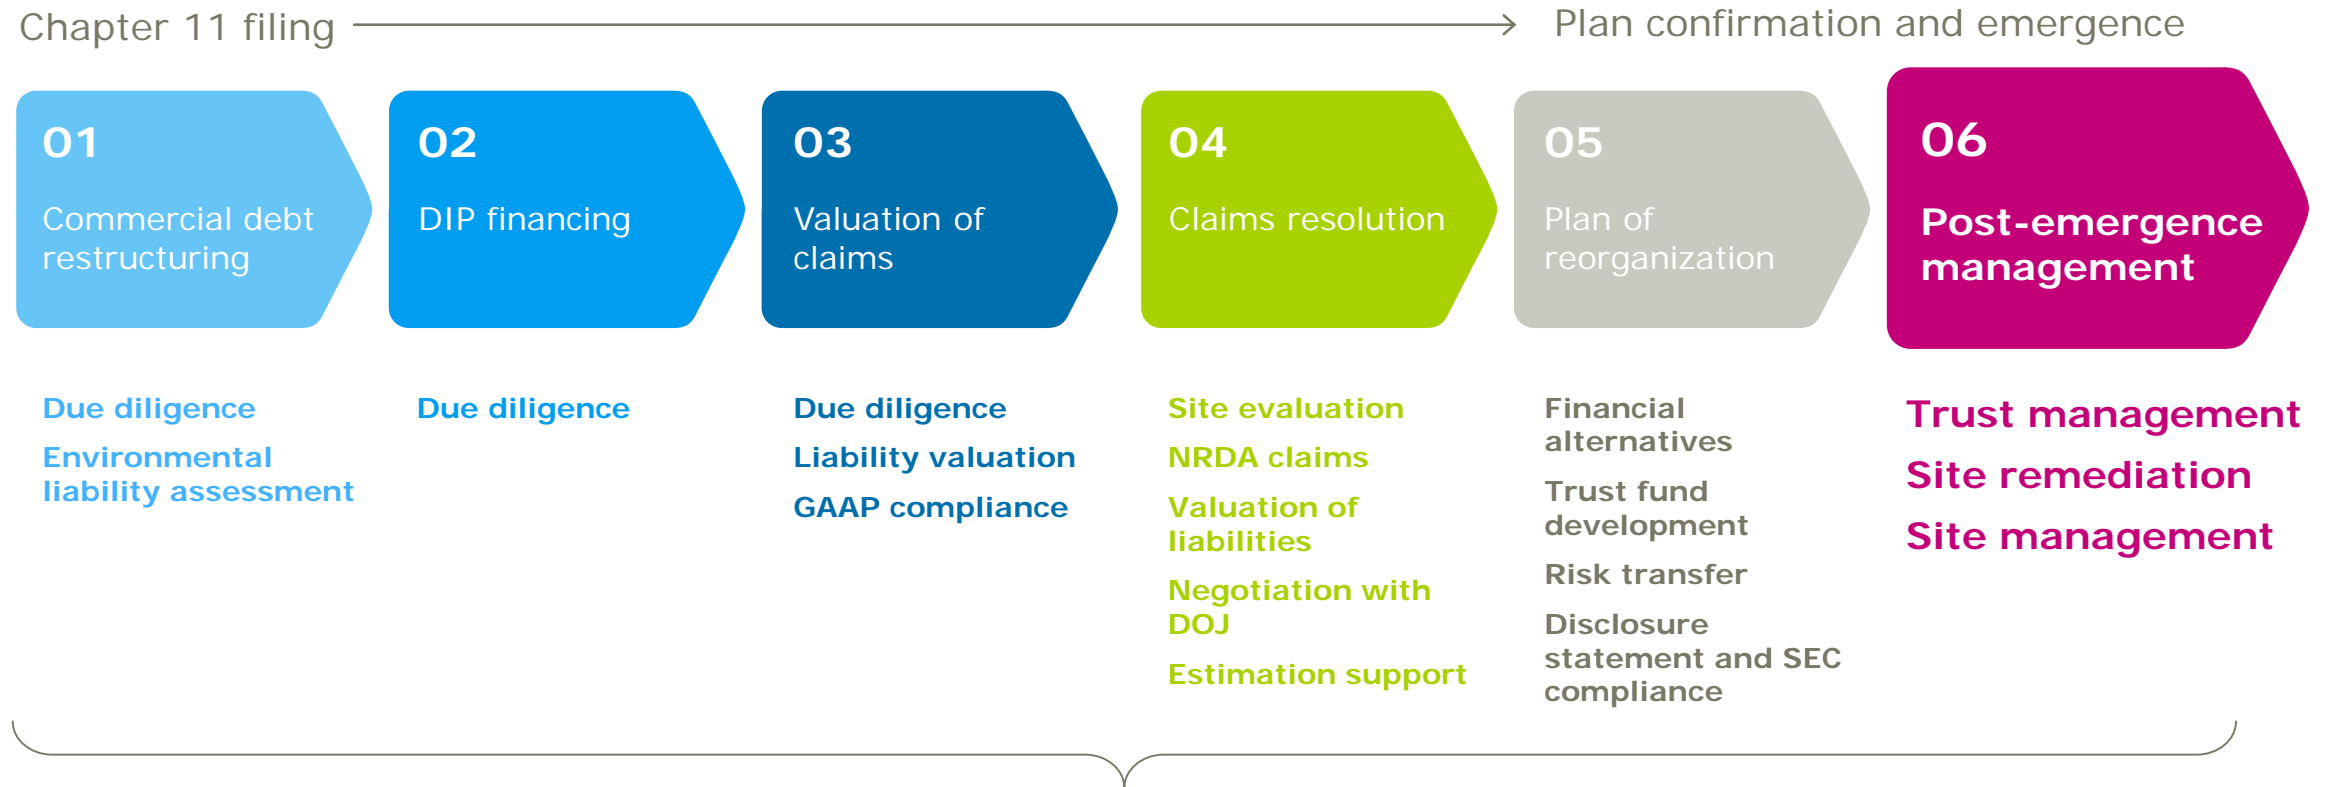 Chapter 11 filing
Plan confirmation and emergence
01
Commercial debt
restructuring
02
DIP financing
03
Valuation of
claims
04
Claims resolution
05
Plan of
reorganization
06
Post-emergence
management
Due diligence
Environmental
liability assessment
Due diligence
Due diligence
Liability valuation
GAAP compliance
Site evaluation
NRDA claims
Valuation of
liabilities
Negotiation with
DOJ
Estimation support
Financial
alternatives
Trust fund
development
Risk transfer
Disclosure
statement and SEC
compliance
Trust management
Site remediation
Site management